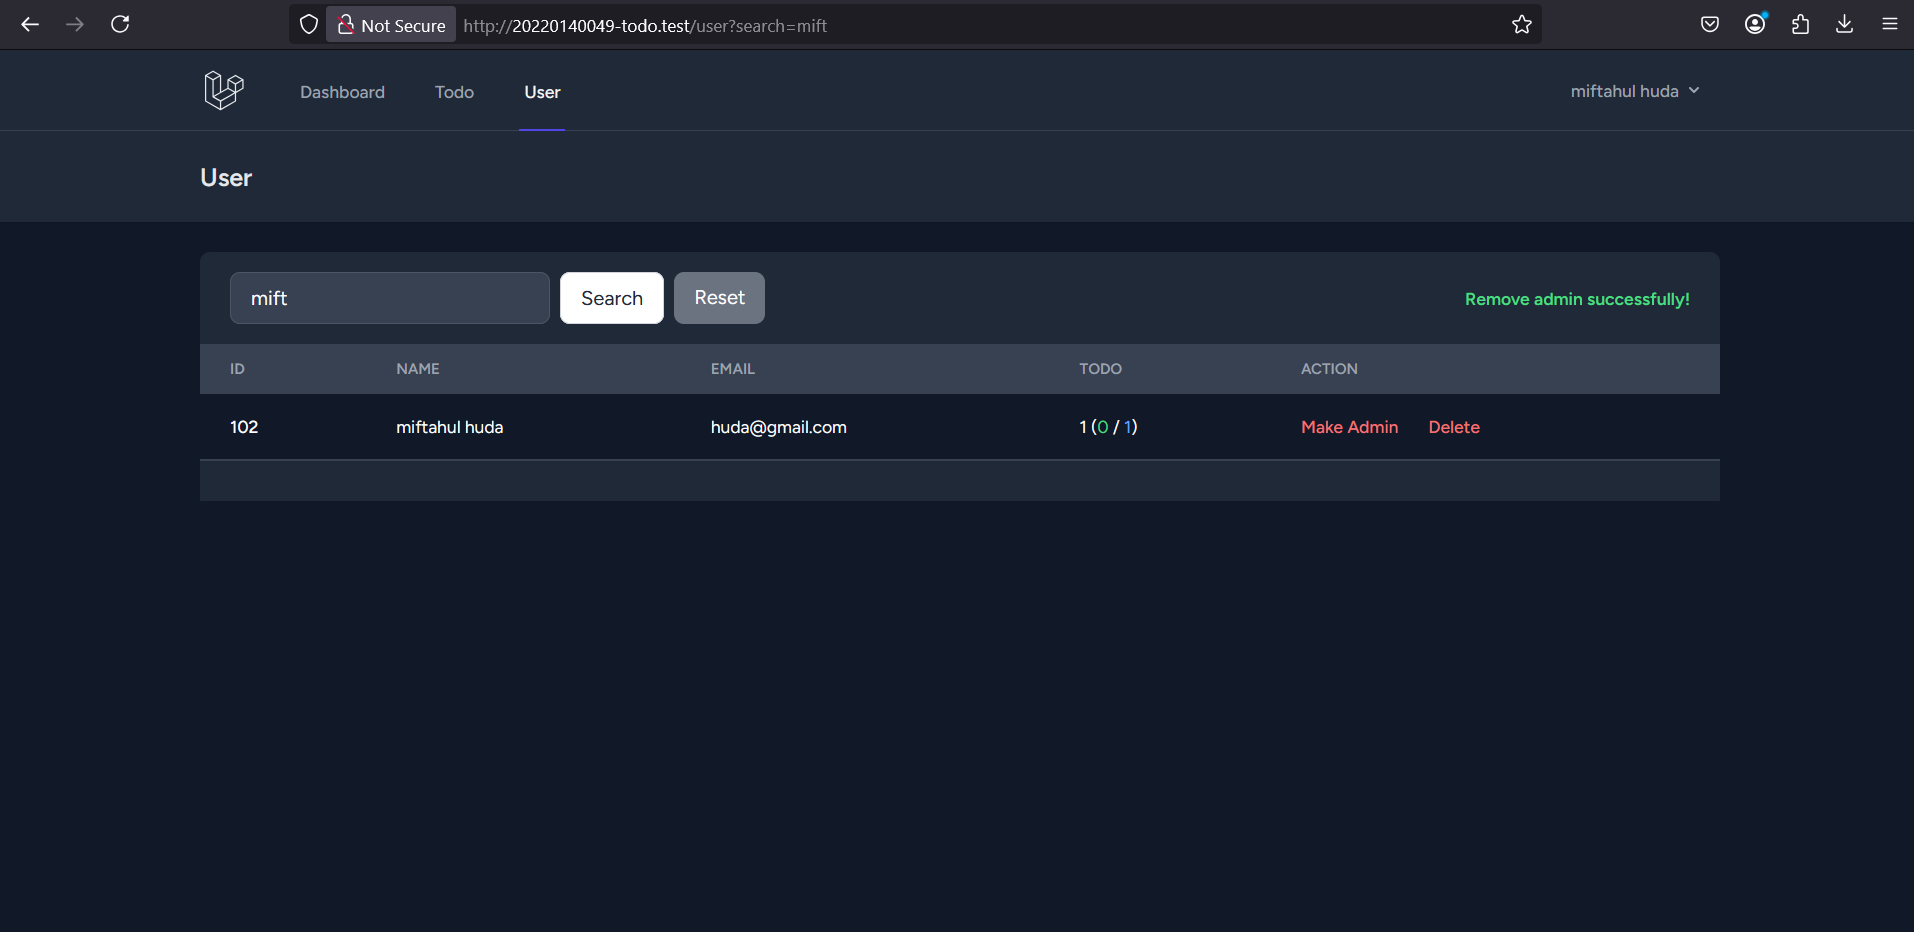 Not Secure http://20220140049-todo.test/user?search=mift
Dashboard Todo User miftahul huda
User
mift Search Reset Remove admin successfully!
ID NAME EMAIL TODO ACTION
102 miftahul huda huda@gmail.com 1 (0 / 1) Make Admin Delete